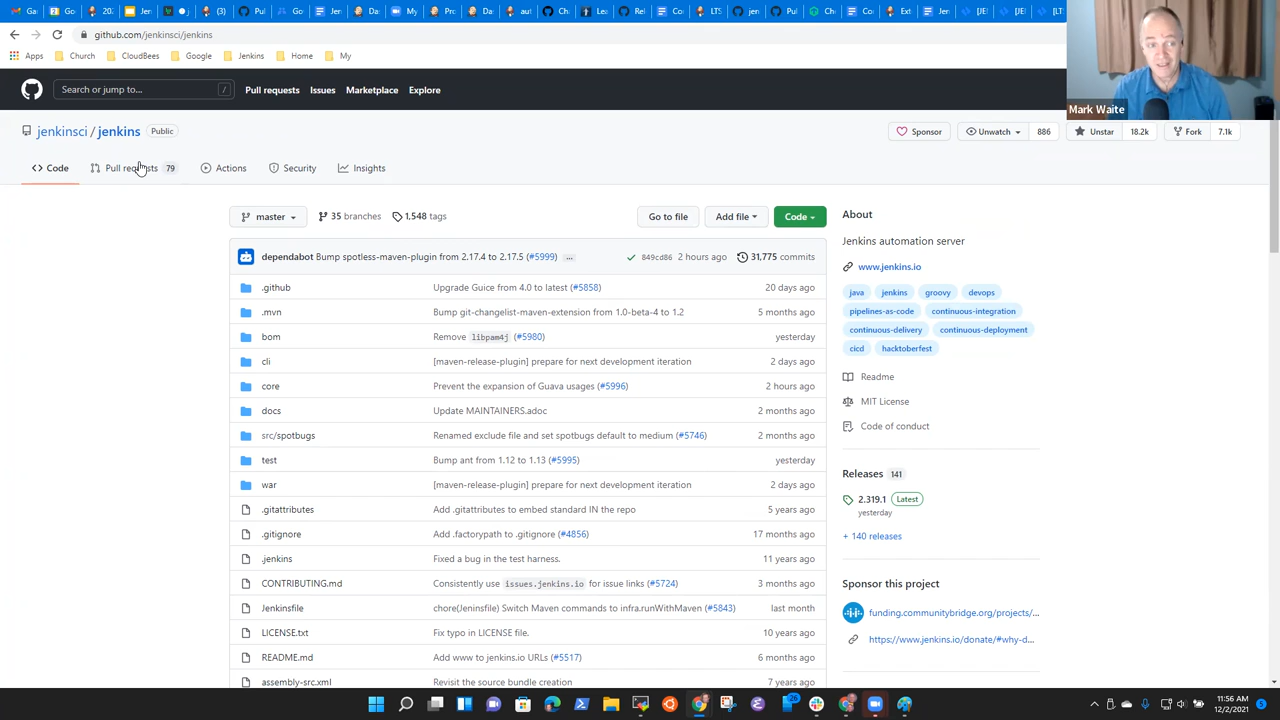 github.com/jenkinsci/jenkins
Apps Church CloudBees Google Jenkins Home My
Mark Waite
Search or jump to... / Pull requests Issues Marketplace Explore
jenkinsci / jenkins Public
Sponsor Unwatch 886 Unstar 18.2k Fork 7.1k
Code Pull requests 79 Actions Security Insights
master 35 branches 1,548 tags Go to file Add file Code
dependabot Bump spotless-maven-plugin from 2.17.4 to 2.17.5 (#5999) ... 849cd86 2 hours ago 31,775 commits
.github Upgrade Guice from 4.0 to latest (#5858) 20 days ago
.mvn Bump git-changelist-maven-extension from 1.0-beta-4 to 1.2 5 months ago
bom Remove libpam4j (#5980) yesterday
cli [maven-release-plugin] prepare for next development iteration 2 days ago
core Prevent the expansion of Guava usages (#5996) 2 hours ago
docs Update MAINTAINERS.adoc 2 months ago
src/spotbugs Renamed exclude file and set spotbugs default to medium (#5746) 2 months ago
test Bump ant from 1.12 to 1.13 (#5995) yesterday
war [maven-release-plugin] prepare for next development iteration 2 days ago
.gitattributes Add .gitattributes to embed standard IN the repo 5 years ago
.gitignore Add .factorypath to .gitignore (#4856) 17 months ago
.jenkins Fixed a bug in the test harness. 11 years ago
CONTRIBUTING.md Consistently use issues.jenkins.io for issue links (#5724) 3 months ago
Jenkinsfile chore(Jeninsfile) Switch Maven commands to infra.runWithMaven (#5843) last month
LICENSE.txt Fix typo in LICENSE file. 10 years ago
README.md Add www to jenkins.io URLs (#5517) 6 months ago
assembly-src.xml Revisit the source bundle creation 7 years ago
About
Jenkins automation server
www.jenkins.io
java jenkins groovy devops
pipelines-as-code continuous-integration
continuous-delivery continuous-deployment
cicd hacktoberfest
Readme
MIT License
Code of conduct
Releases 141
2.319.1 Latest
yesterday
+ 140 releases
Sponsor this project
funding.communitybridge.org/projects/...
https://www.jenkins.io/donate/#why-d...
26
11:56 AM
12/2/2021